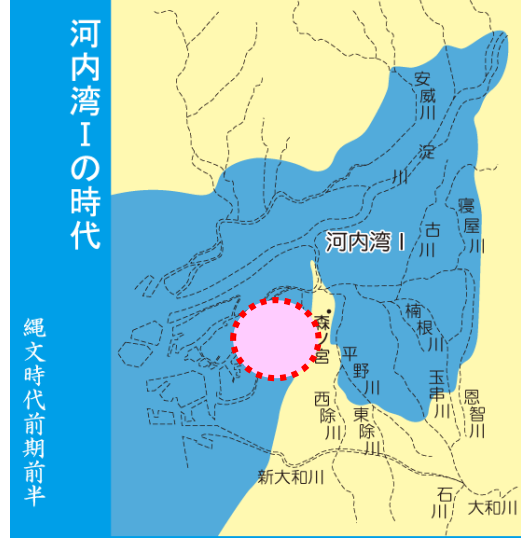 河内湾Ⅰの時代
縄文時代前期前半
安威川
淀川
河内湾Ⅰ
古川
寝屋川
森ノ宮
楠根川
平野川
玉串川
恩智川
西除川
東除川
新大和川
石川
大和川